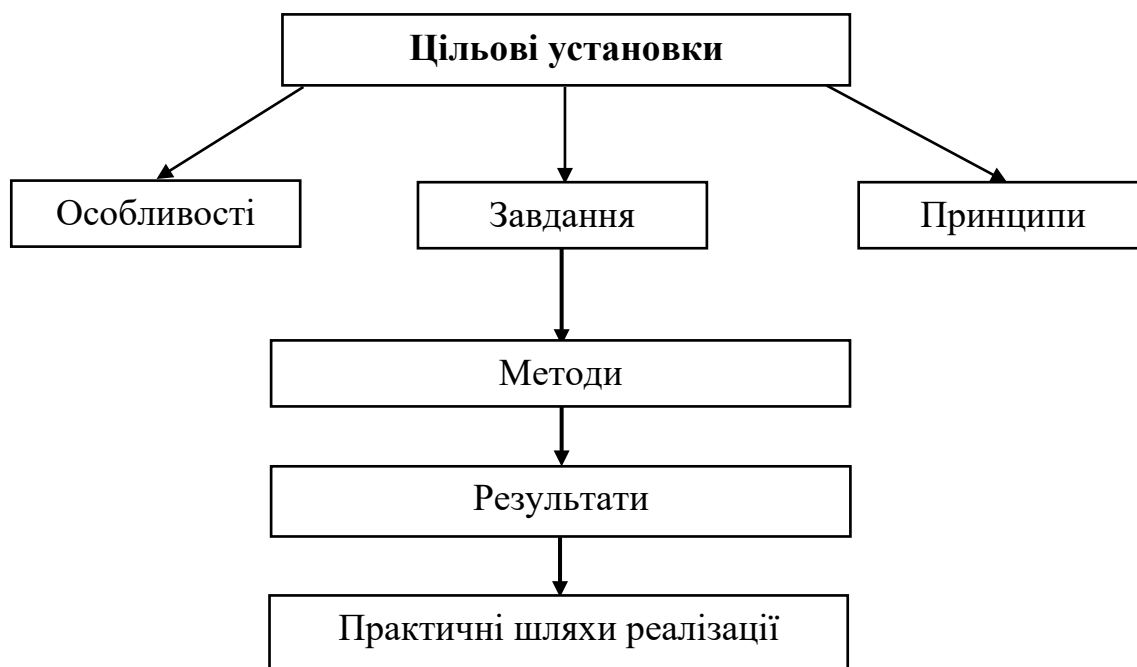 Цільові установки
Особливості
Завдання
Принципи
Методи
Результати
Практичні шляхи реалізації